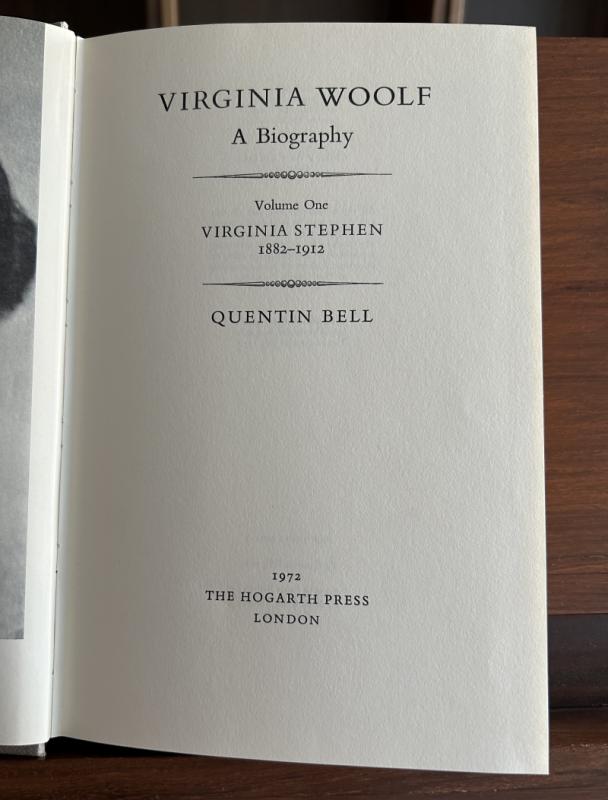 VIRGINIA WOOLF
A Biography
Volume One
VIRGINIA STEPHEN
1882–1912
QUENTIN BELL
1972
THE HOGARTH PRESS
LONDON